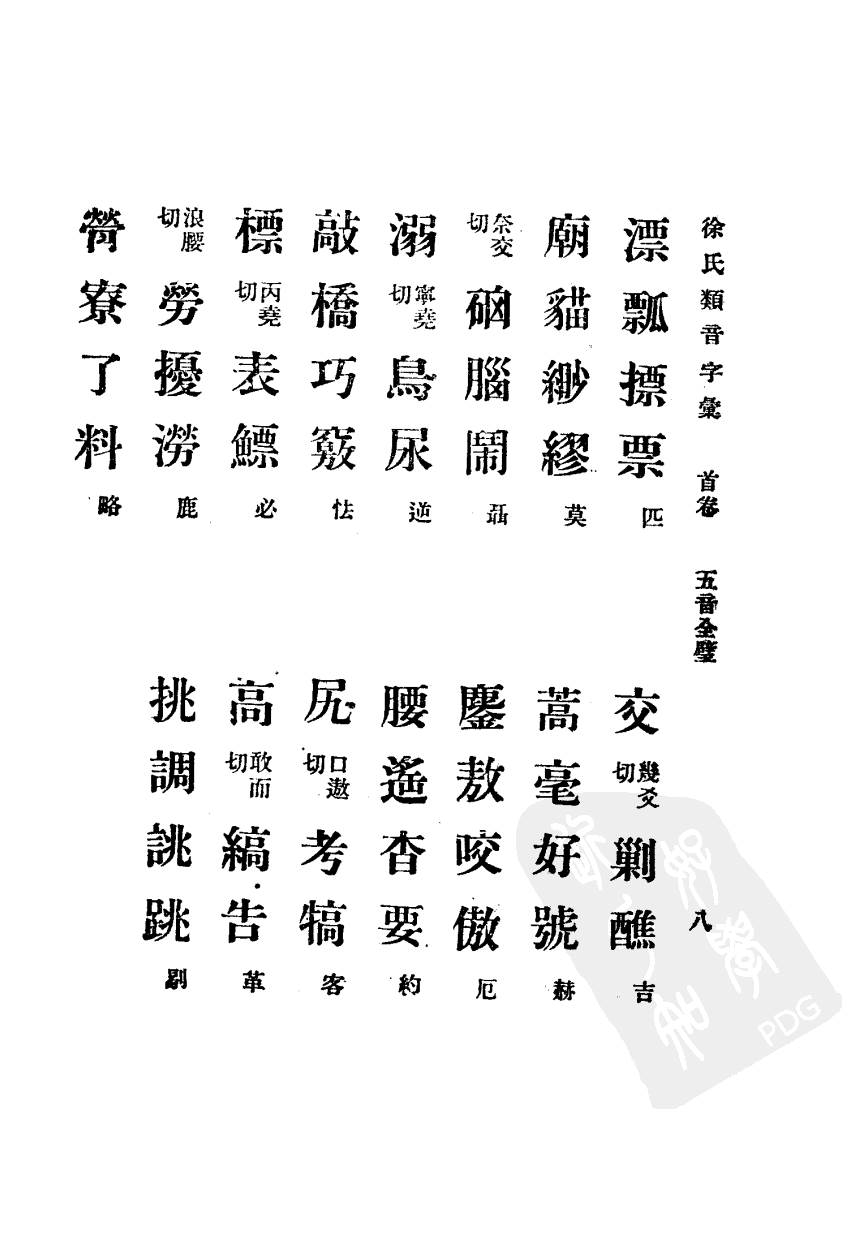 徐氏類音字彙 首卷 五音全璧 八
漂瓢摽票 匹
廟貓緲繆 莫
奈交切 硇腦鬧 聶
溺 寧堯切 鳥尿 逆
敲橋巧竅 怯
標 丙堯切 表鰾 必
浪腰切 勞擾澇 鹿
膋寮了料 略
交 幾爻切 剿醮 吉
蒿毫好號 赫
鏖敖咬傲 厄
腰遙杳要 約
尻 口遨切 考犒 客
高 敢而切 縞告 革
挑調誂跳 剔
PDG